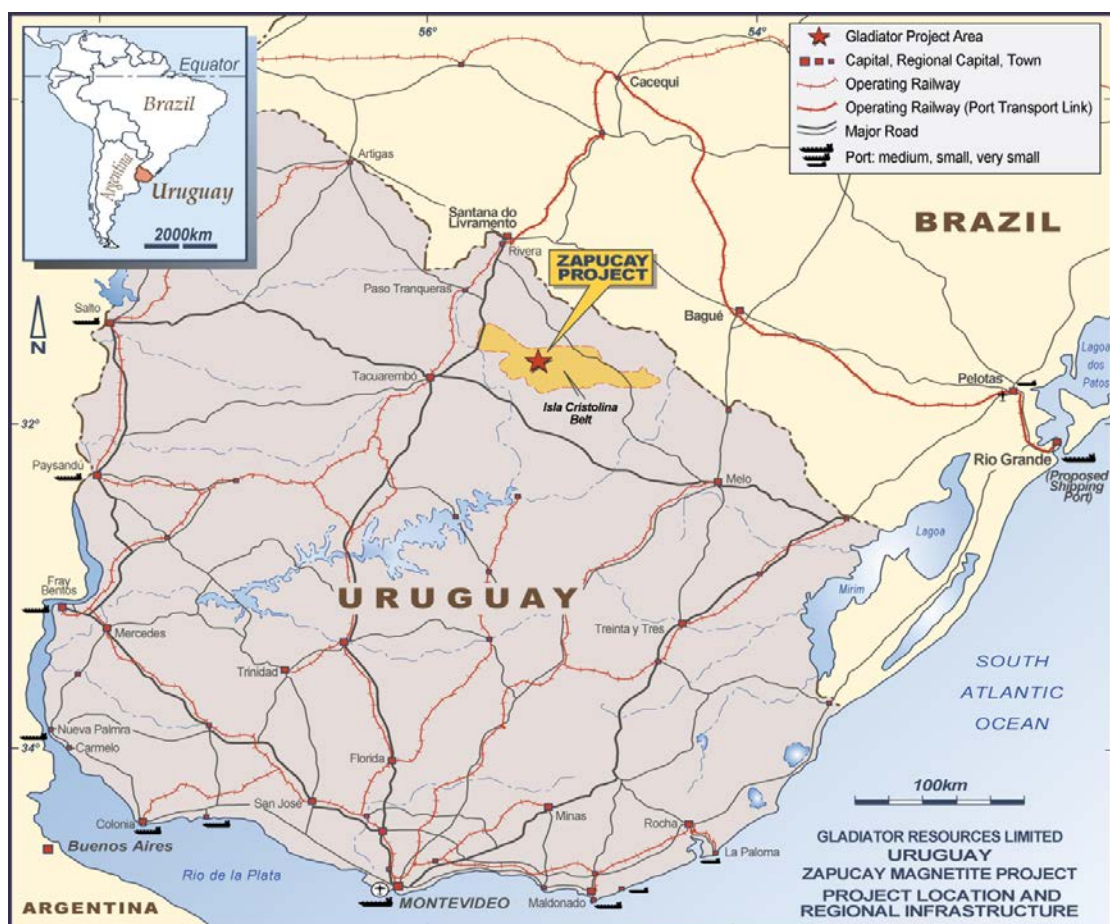 56°
54°
Equator
Brazil
Argentina
Uruguay
2000km
Gladiator Project Area
Capital, Regional Capital, Town
Operating Railway
Operating Railway (Port Transport Link)
Major Road
Port: medium, small, very small
Cacequi
Artigas
Santana do
Livramento
Rivera
BRAZIL
ZAPUCAY
PROJECT
Paso Tranqueras
Salto
N
Bagué
Lagoa
dos
Patos
Tacuarembó
Pelotas
Isla Cristolina
Belt
32°
Rio Grande
(Proposed
Shipping
Port)
Paysandú
Melo
Lagoa
Mirim
Fray
Bentos
URUGUAY
Mercedes
Treinta y Tres
Trinidad
SOUTH
ATLANTIC
OCEAN
Nueva Palmra
Carmelo
34°
Florida
100km
San José
Minas
Colonia
Rocha
Buenos Aires
La Paloma
Rio de la Plata
MONTEVIDEO
Maldonado
ARGENTINA
GLADIATOR RESOURCES LIMITED
URUGUAY
ZAPUCAY MAGNETITE PROJECT
PROJECT LOCATION AND
REGIONAL INFRASTRUCTURE